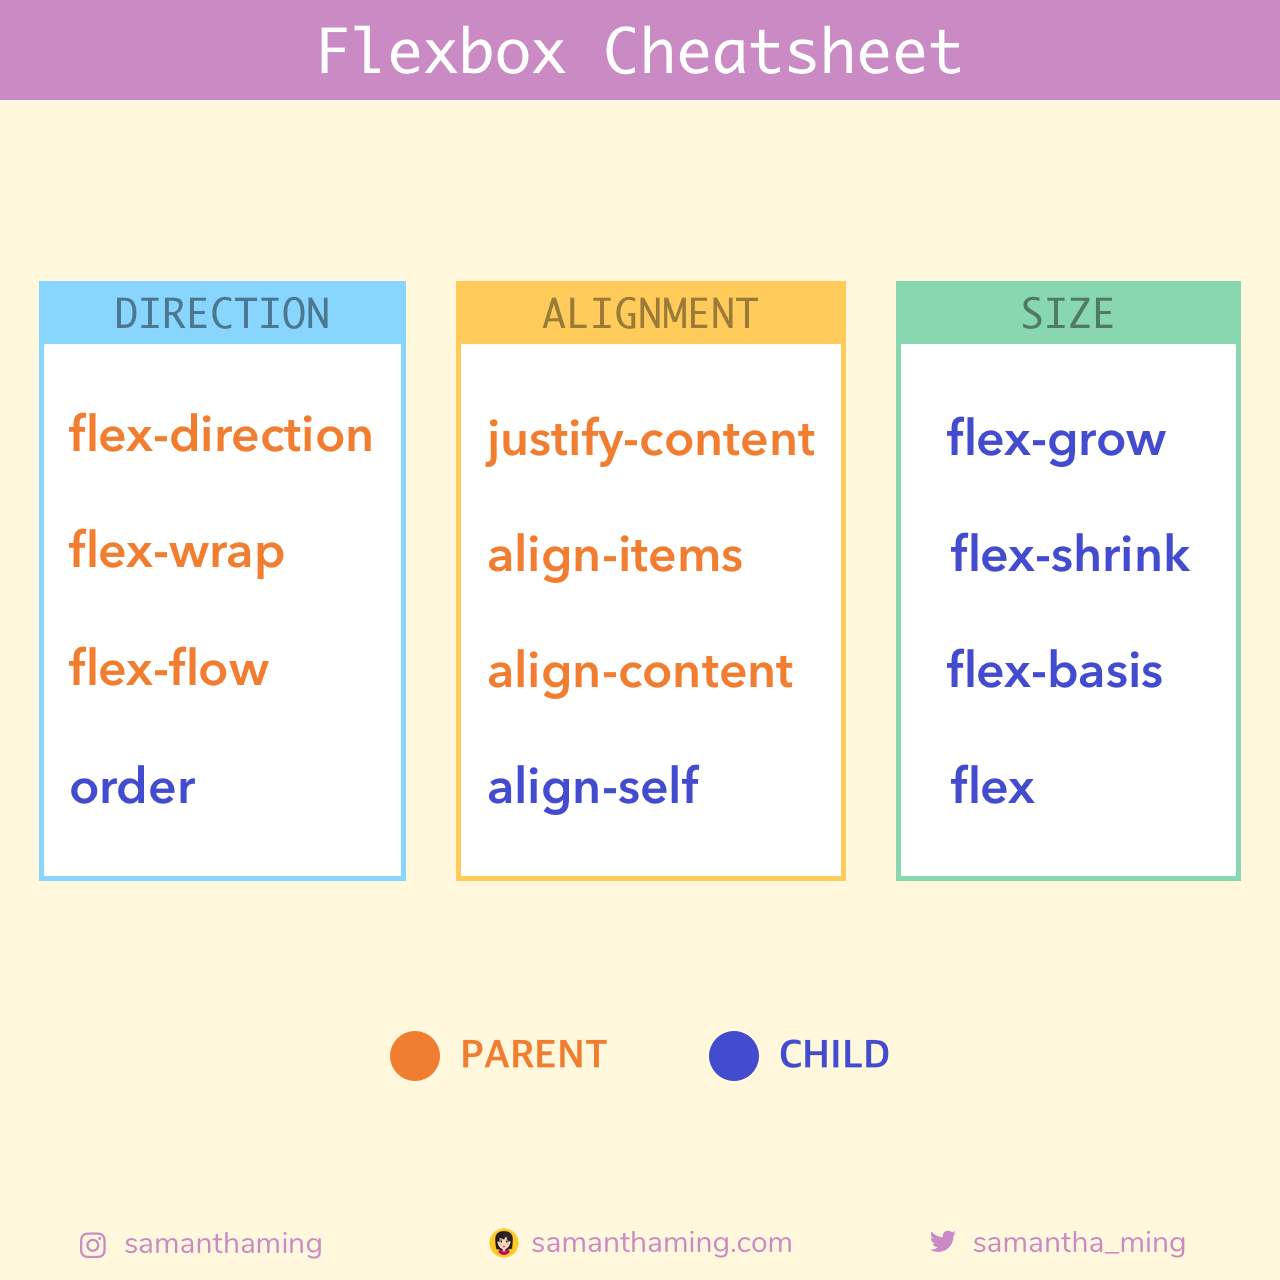 Flexbox Cheatsheet
DIRECTION
flex-direction
flex-wrap
flex-flow
order
ALIGNMENT
justify-content
align-items
align-content
align-self
SIZE
flex-grow
flex-shrink
flex-basis
flex
PARENT
CHILD
samanthaming
samanthaming.com
samantha_ming